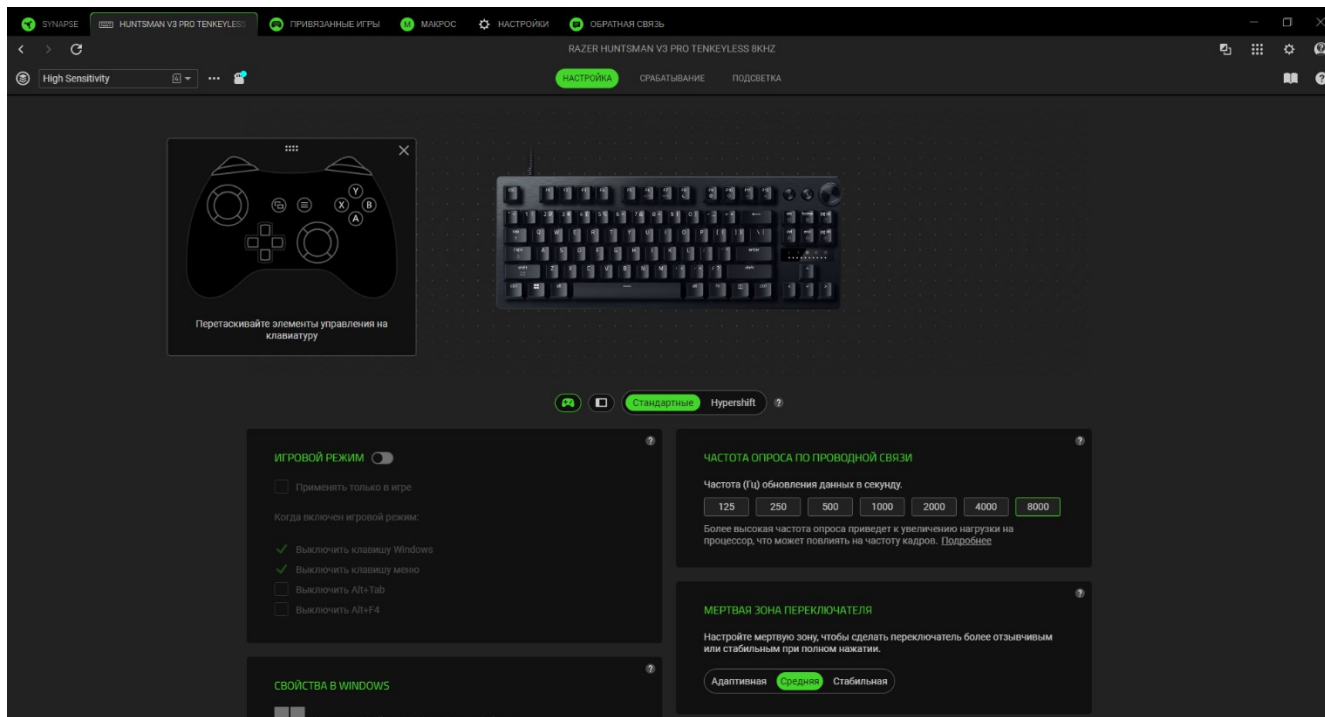 SYNAPSE
HUNTSMAN V3 PRO TENKEYLESS
ПРИВЯЗАННЫЕ ИГРЫ
МАКРОС
НАСТРОЙКИ
ОБРАТНАЯ СВЯЗЬ
RAZER HUNTSMAN V3 PRO TENKEYLESS 8KHZ
High Sensitivity
НАСТРОЙКА
СРАБАТЫВАНИЕ
ПОДСВЕТКА
Y
X
B
A
Перетаскивайте элементы управления на
клавиатуру
Стандартные
Hypershift
ИГРОВОЙ РЕЖИМ
Применять только в игре
Когда включен игровой режим:
Выключить клавишу Windows
Выключить клавишу меню
Выключить Alt+Tab
Выключить Alt+F4
СВОЙСТВА В WINDOWS
ЧАСТОТА ОПРОСА ПО ПРОВОДНОЙ СВЯЗИ
Частота (Гц) обновления данных в секунду.
125 250 500 1000 2000 4000 8000
Более высокая частота опроса приведет к увеличению нагрузки на
процессор, что может повлиять на частоту кадров. Подробнее
МЕРТВАЯ ЗОНА ПЕРЕКЛЮЧАТЕЛЯ
Настройте мертвую зону, чтобы сделать переключатель более отзывчивым
или стабильным при полном нажатии.
Адаптивная Средняя Стабильная